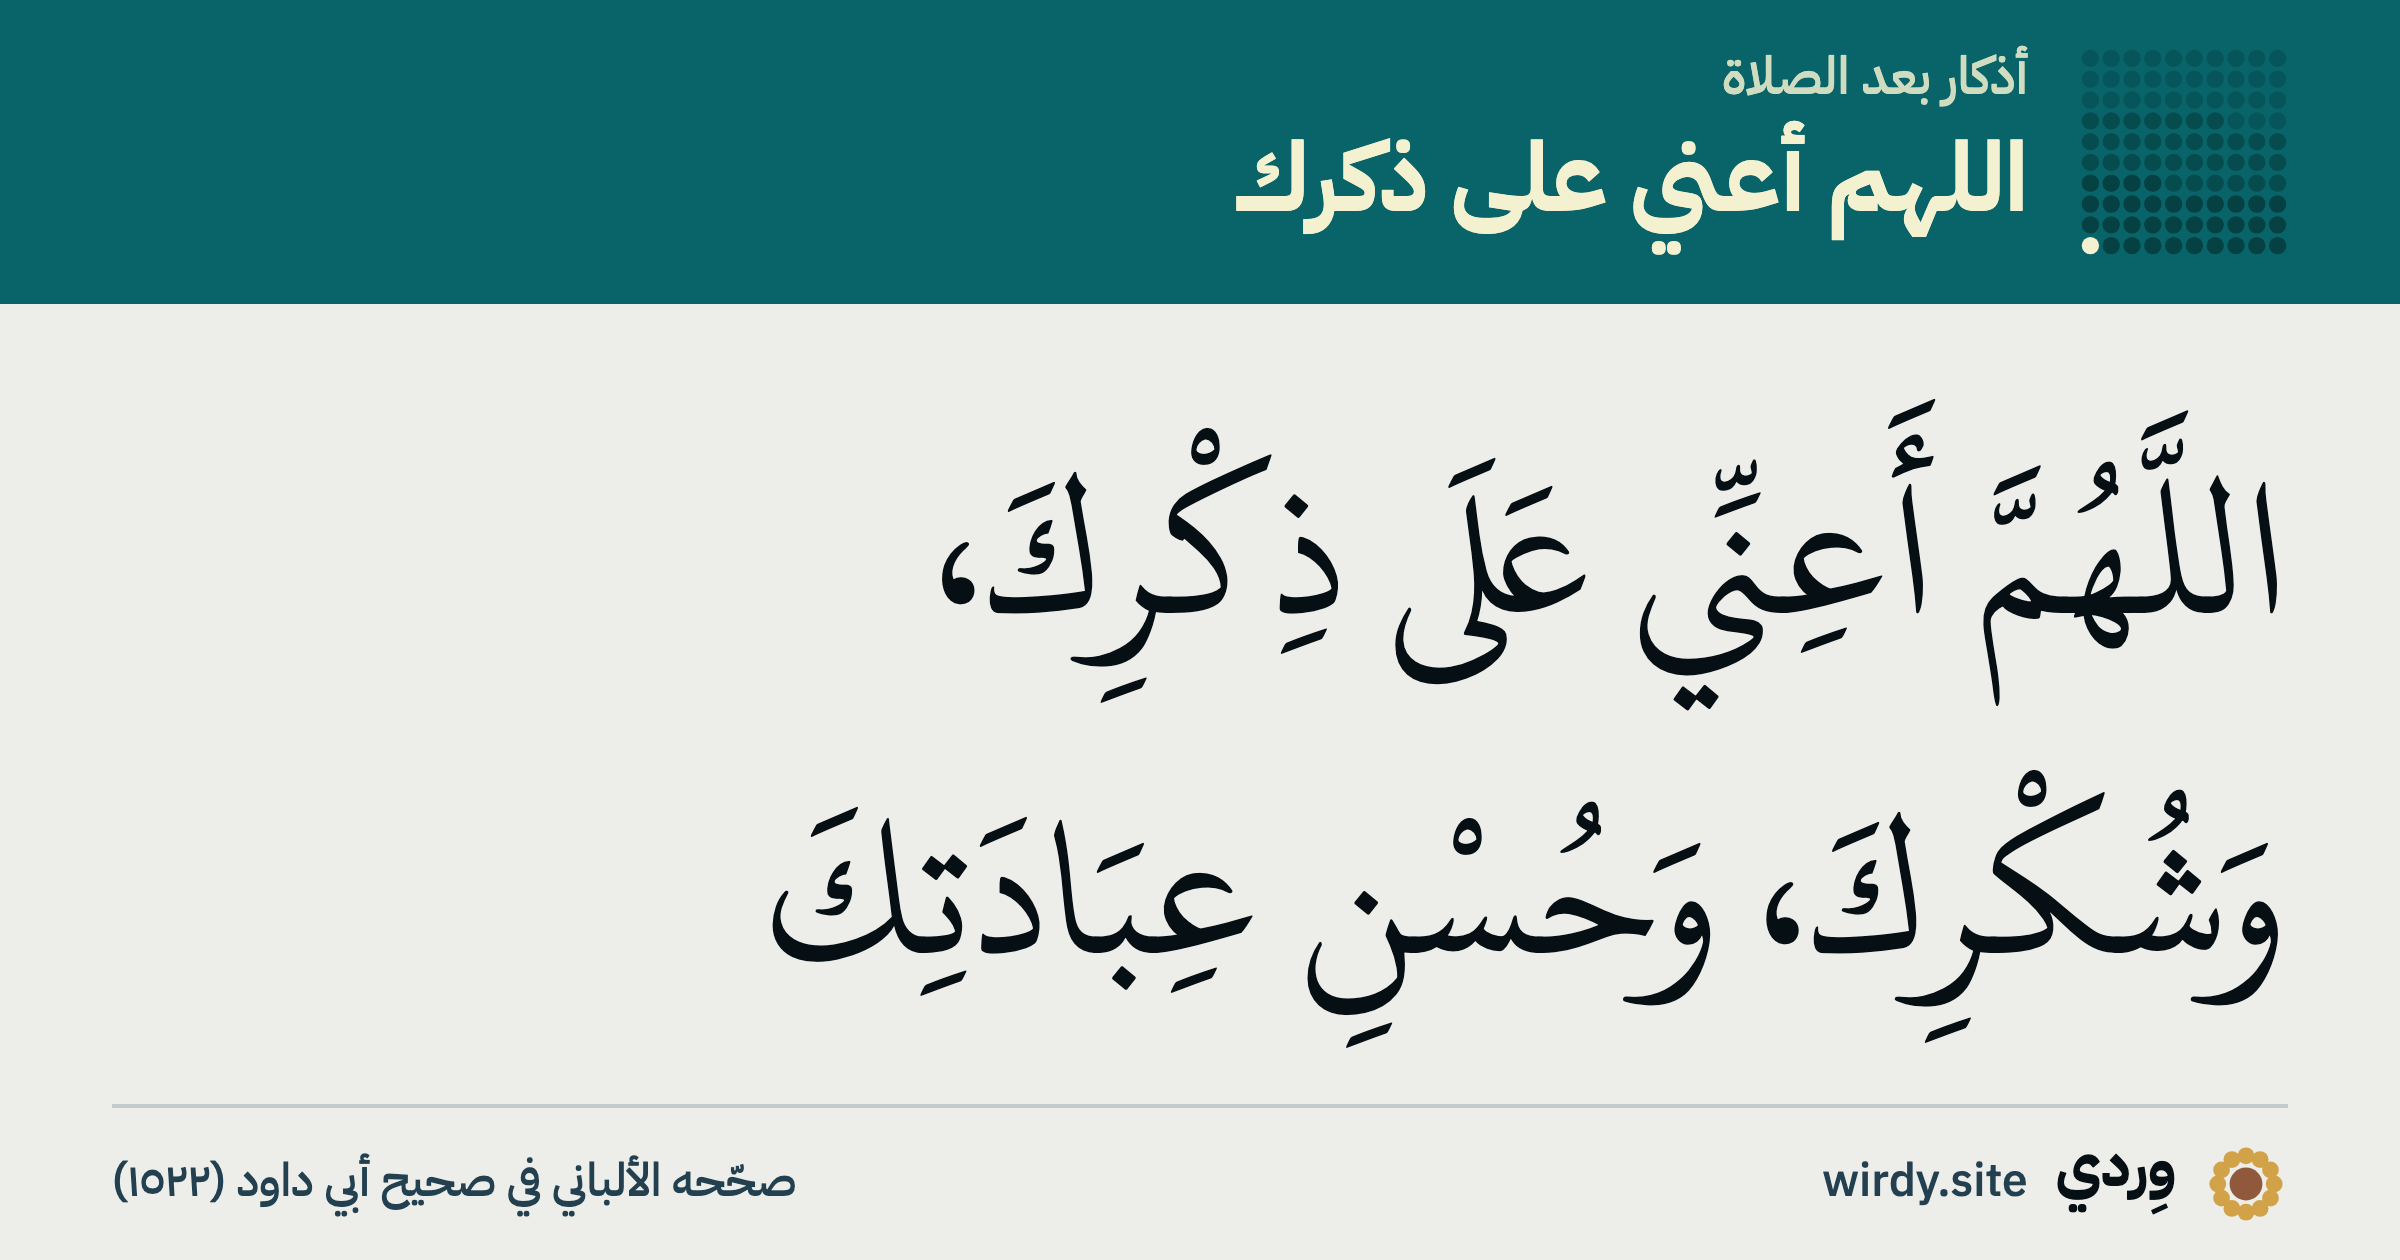 أذكار بعد الصلاة
اللهم أعني على ذكرك
اللَّهُمَّ أَعِنِّي عَلَى ذِكْرِكَ،
وَشُكْرِكَ، وَحُسْنِ عِبَادَتِكَ
وِردي wirdy.site
صحّحه الألباني في صحيح أبي داود (١٥٢٢)